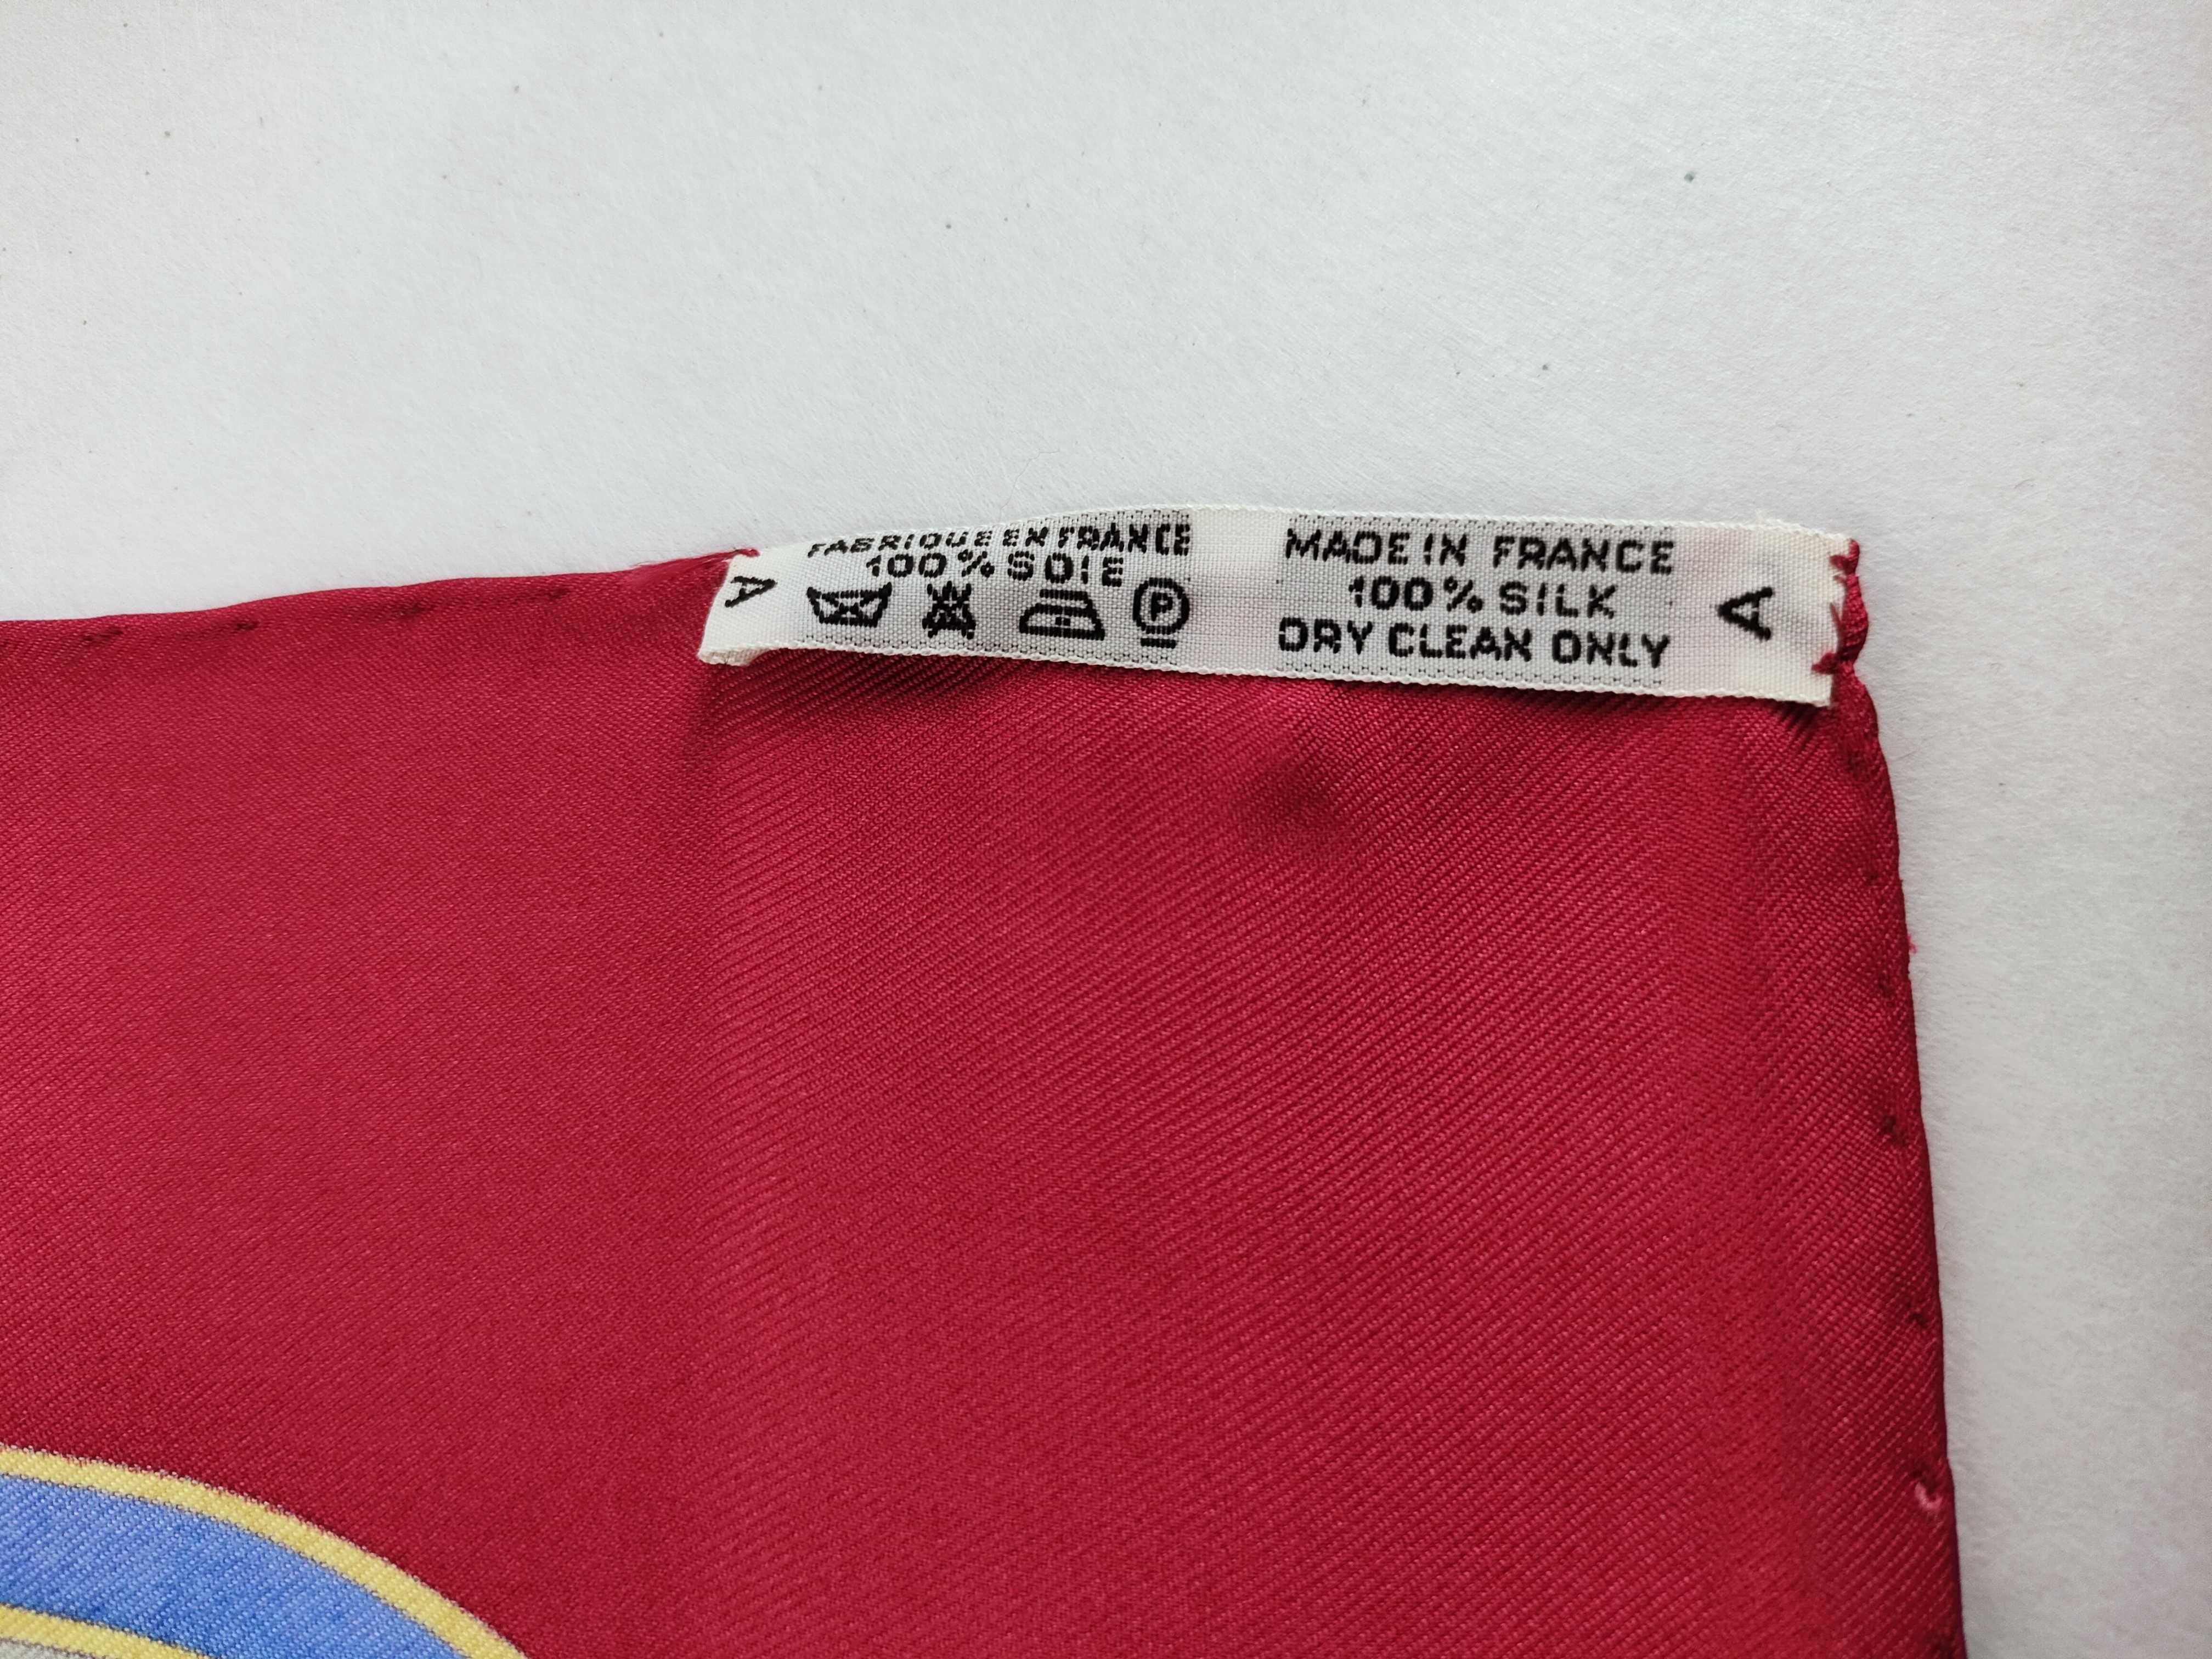 A
FABRIQUE EN FRANCE
100% SOIE
P
MADE IN FRANCE
100% SILK
DRY CLEAN ONLY
A